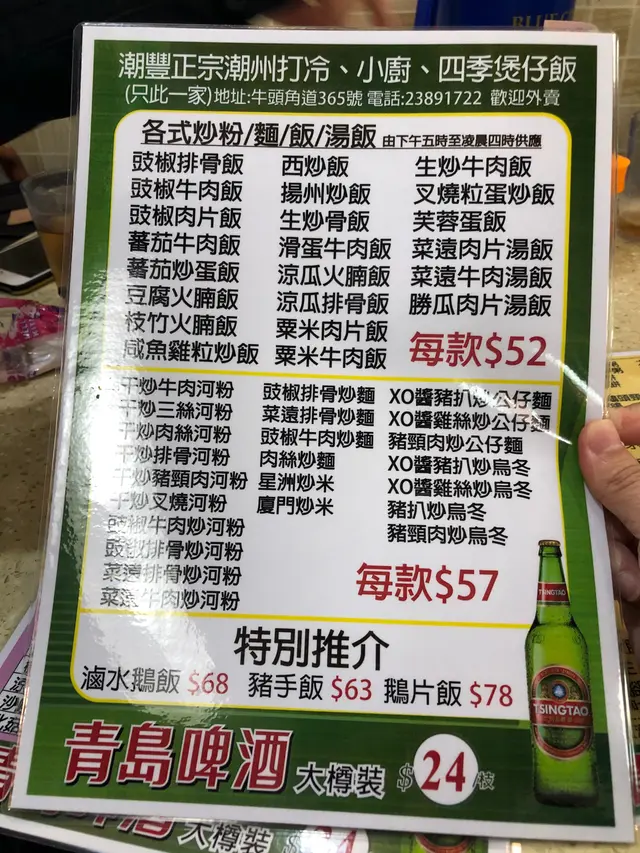 潮豐正宗潮州打冷、小廚、四季煲仔飯
(只此一家)地址:牛頭角道365號 電話:23891722 歡迎外賣
各式炒粉/麵/飯/湯飯 由下午五時至凌晨四時供應
豉椒排骨飯
豉椒牛肉飯
豉椒肉片飯
蕃茄牛肉飯
蕃茄炒蛋飯
豆腐火腩飯
枝竹火腩飯
咸魚雞粒炒飯
西炒飯
揚州炒飯
生炒骨飯
滑蛋牛肉飯
涼瓜火腩飯
涼瓜排骨飯
粟米肉片飯
粟米牛肉飯
生炒牛肉飯
叉燒粒蛋炒飯
芙蓉蛋飯
菜遠肉片湯飯
菜遠牛肉湯飯
勝瓜肉片湯飯
每款$52
干炒牛肉河粉
干炒三絲河粉
干炒肉絲河粉
干炒排骨河粉
干炒豬頸肉河粉
干炒叉燒河粉
豉椒牛肉炒河粉
豉椒排骨炒河粉
菜遠排骨炒河粉
菜遠牛肉炒河粉
豉椒排骨炒麵
菜遠排骨炒麵
豉椒牛肉炒麵
肉絲炒麵
星洲炒米
廈門炒米
XO醬豬扒炒公仔麵
XO醬雞絲炒公仔麵
豬頸肉炒公仔麵
XO醬豬扒炒烏冬
XO醬雞絲炒烏冬
豬扒炒烏冬
豬頸肉炒烏冬
每款$57
特別推介
滷水鵝飯 $68 豬手飯 $63 鵝片飯 $78
TSINGTAO
TSINGTAO
青島啤酒 大樽裝 $24/枝
大樽裝